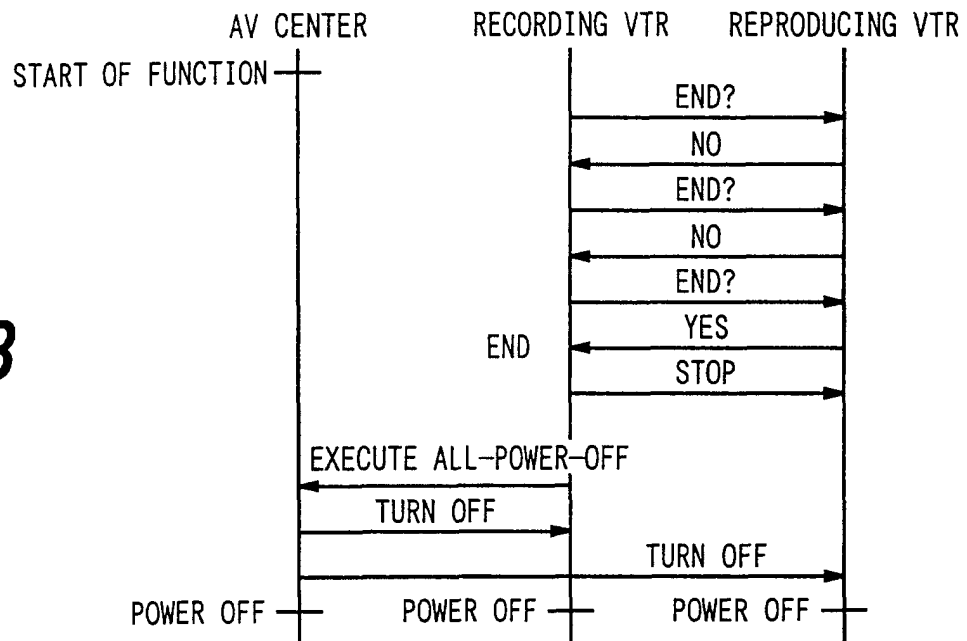 AV CENTER RECORDING VTR REPRODUCING VTR
START OF FUNCTION
END?
NO
END?
NO
END?
YES
END
STOP
EXECUTE ALL-POWER-OFF
TURN OFF
TURN OFF
POWER OFF POWER OFF POWER OFF